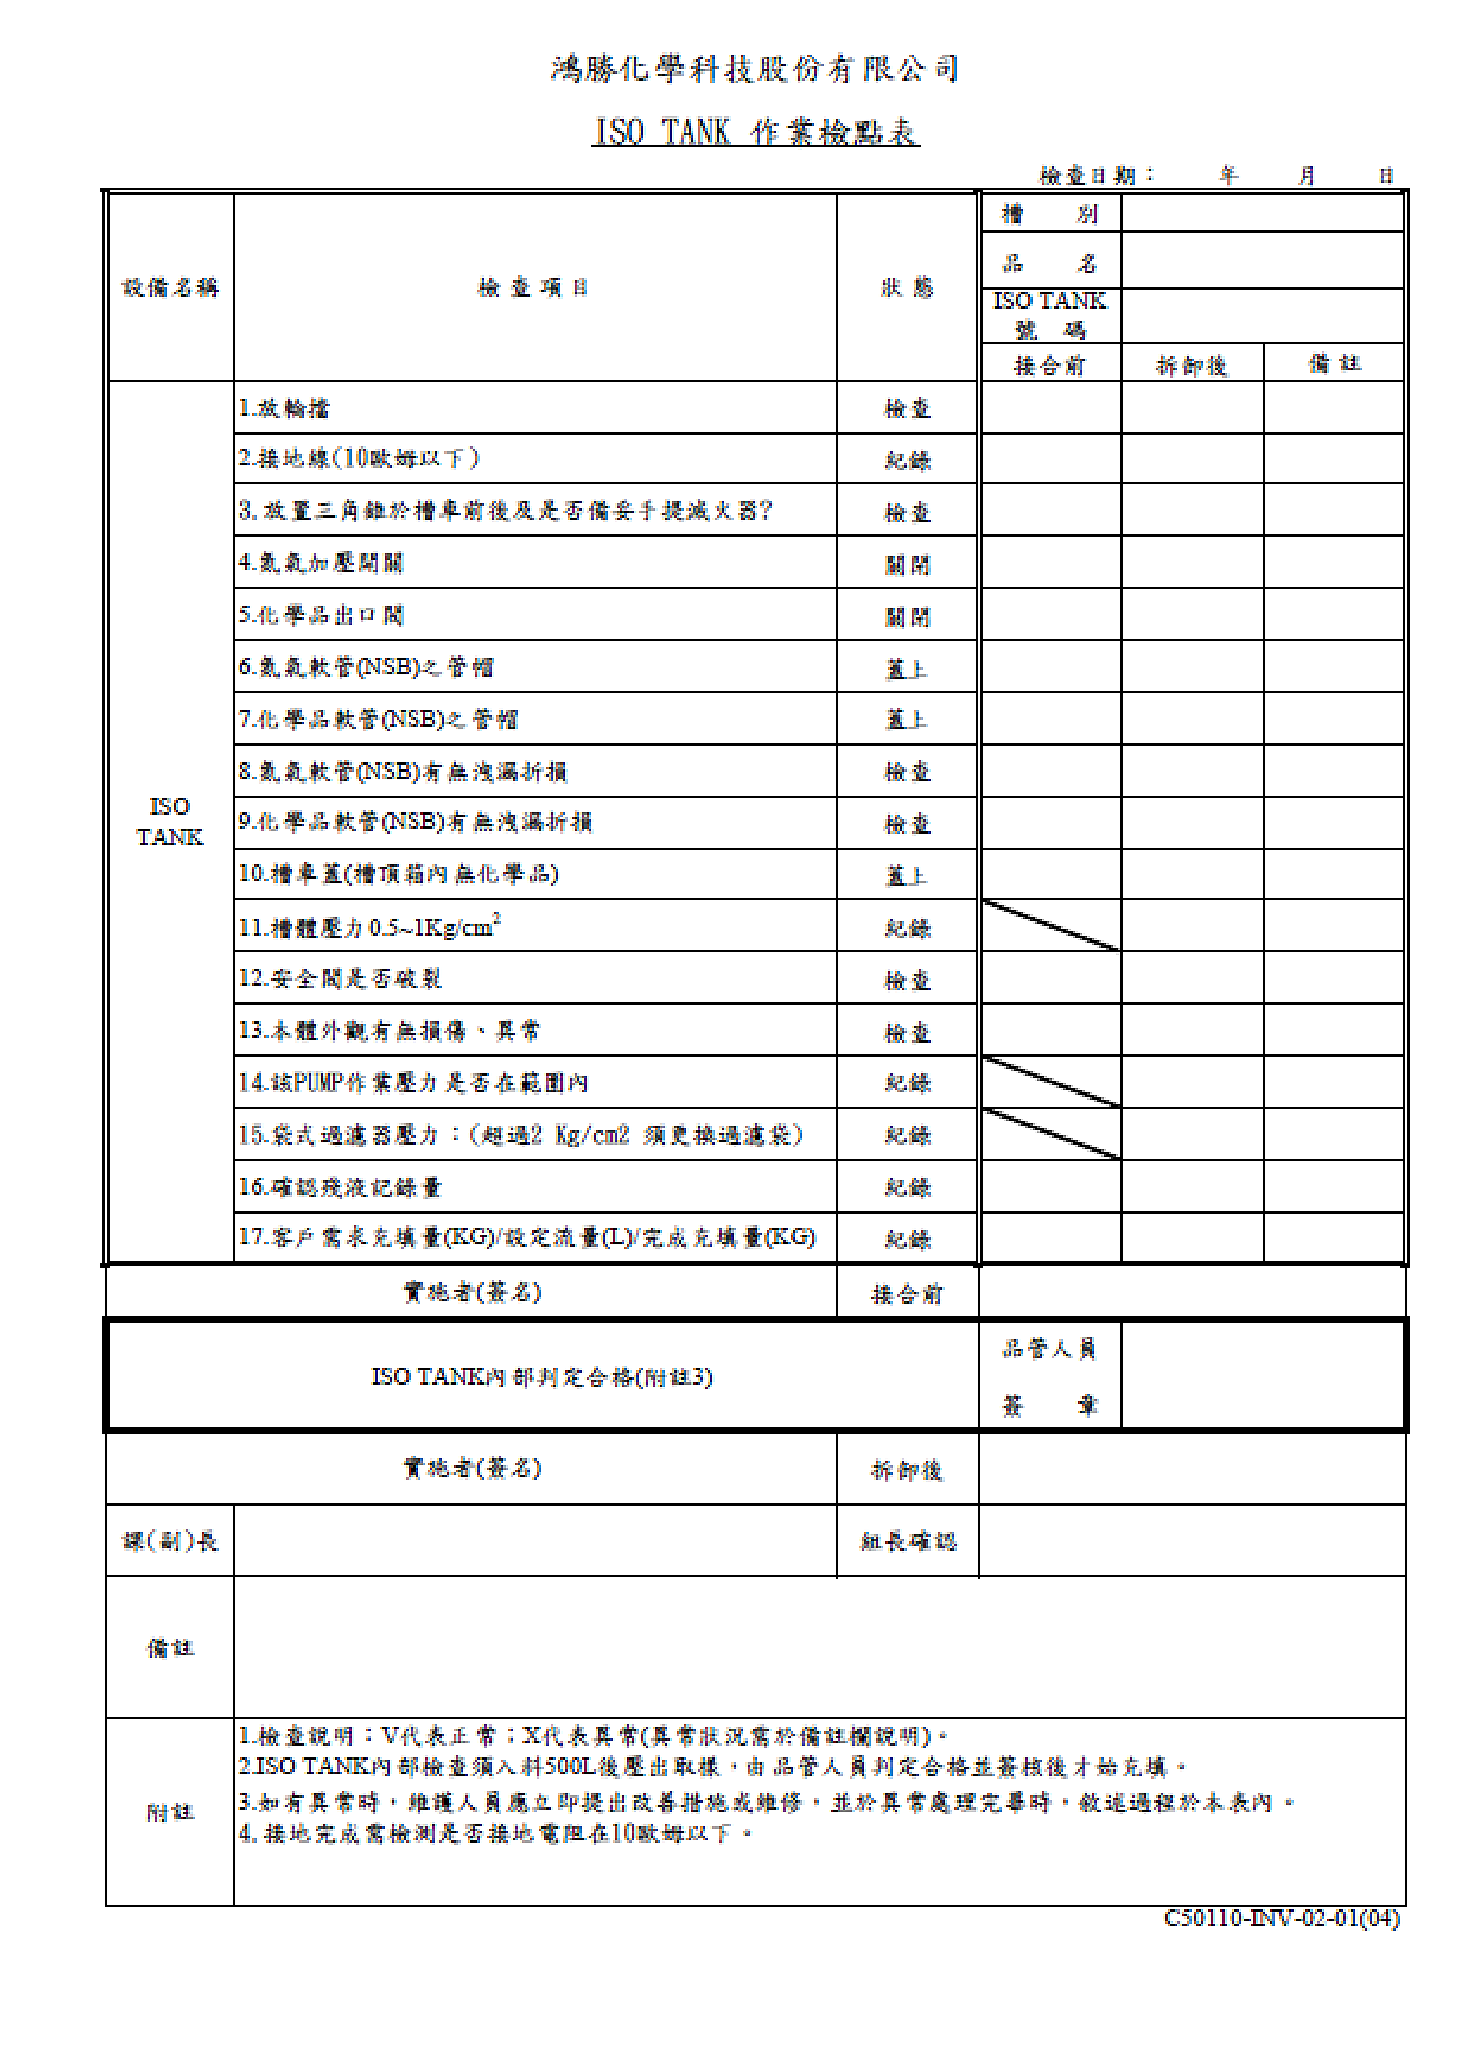 鴻勝化學科技股份有限公司
ISO TANK 作業檢點表
檢查日期： 年 月 日
設備名稱 檢查項目 狀態 槽 別
品 名
ISO TANK
號 碼
接合前 拆卸後 備註
ISO
TANK
1.放輪擋 檢查
2.接地線(10歐姆以下) 紀錄
3.放置三角錐於槽車前後及是否備妥手提滅火器? 檢查
4.氮氣加壓開關 關閉
5.化學品出口閥 關閉
6.氮氣軟管(NSB)之管帽 蓋上
7.化學品軟管(NSB)之管帽 蓋上
8.氮氣軟管(NSB)有無洩漏折損 檢查
9.化學品軟管(NSB)有無洩漏折損 檢查
10.槽車蓋(槽頂箱內無化學品) 蓋上
11.槽體壓力0.5~1Kg/cm² 紀錄
12.安全閥是否破裂 檢查
13.本體外觀有無損傷、異常 檢查
14.該PUMP作業壓力是否在範圍內 紀錄
15.袋式過濾器壓力：(超過2 Kg/cm2 須更換過濾袋) 紀錄
16.確認殘液記錄量 紀錄
17.客戶需求充填量(KG)/設定流量(L)/完成充填量(KG) 紀錄
實施者(簽名) 接合前
ISO TANK內部判定合格(附註3) 品管人員
簽 章
實施者(簽名) 拆卸後
課(副)長 組長確認
備註
附註
1.檢查說明：V代表正常；X代表異常(異常狀況需於備註欄說明)。
2.ISO TANK內部檢查須入料500L後壓出取樣，由品管人員判定合格並簽核後才始充填。
3.如有異常時，維護人員應立即提出改善措施或維修，並於異常處理完畢時，敘述過程於本表內。
4.接地完成需檢測是否接地電阻在10歐姆以下。
C50110-INV-02-01(04)